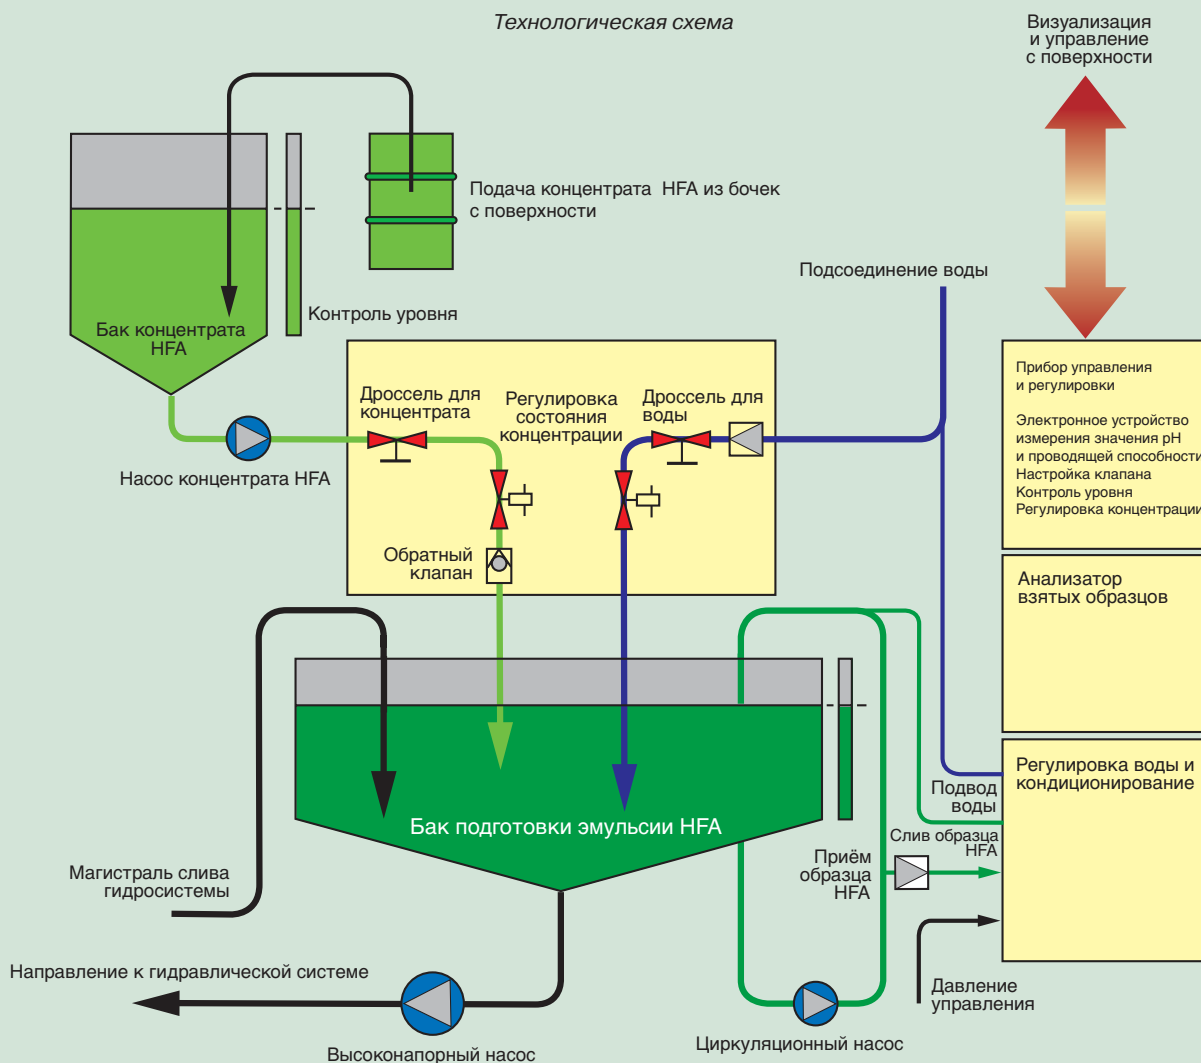 Технологическая схема
Визуализация
и управление
с поверхности
Подача концентрата HFA из бочек
с поверхности
Подсоединение воды
Контроль уровня
Бак концентрата
HFA
Дроссель для
концентрата
Регулировка
состояния
концентрации
Дроссель для
воды
Насос концентрата HFA
Обратный
клапан
Прибор управления
и регулировки
Электронное устройство
измерения значения pH
и проводящей способности
Настройка клапана
Контроль уровня
Регулировка концентрации
Анализатор
взятых образцов
Регулировка воды и
кондиционирование
Подвод
воды
Бак подготовки эмульсии HFA
Слив образца
HFA
Приём
образца
HFA
Магистраль слива
гидросистемы
Направление к гидравлической системе
Давление
управления
Циркуляционный насос
Высоконапорный насос